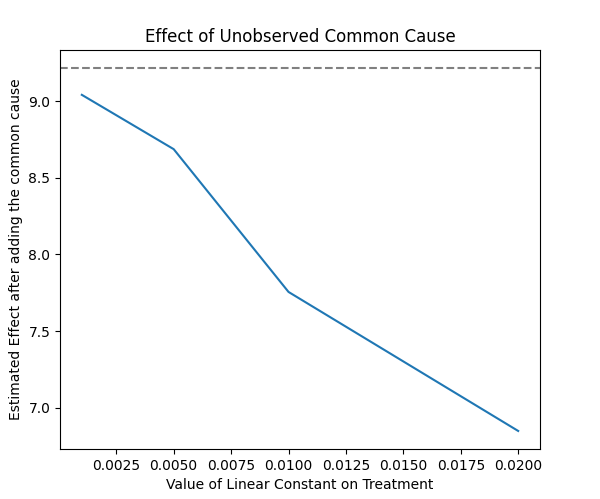 Effect of Unobserved Common Cause
Estimated Effect after adding the common cause
9.0
8.5
8.0
7.5
7.0
0.0025 0.0050 0.0075 0.0100 0.0125 0.0150 0.0175 0.0200
Value of Linear Constant on Treatment